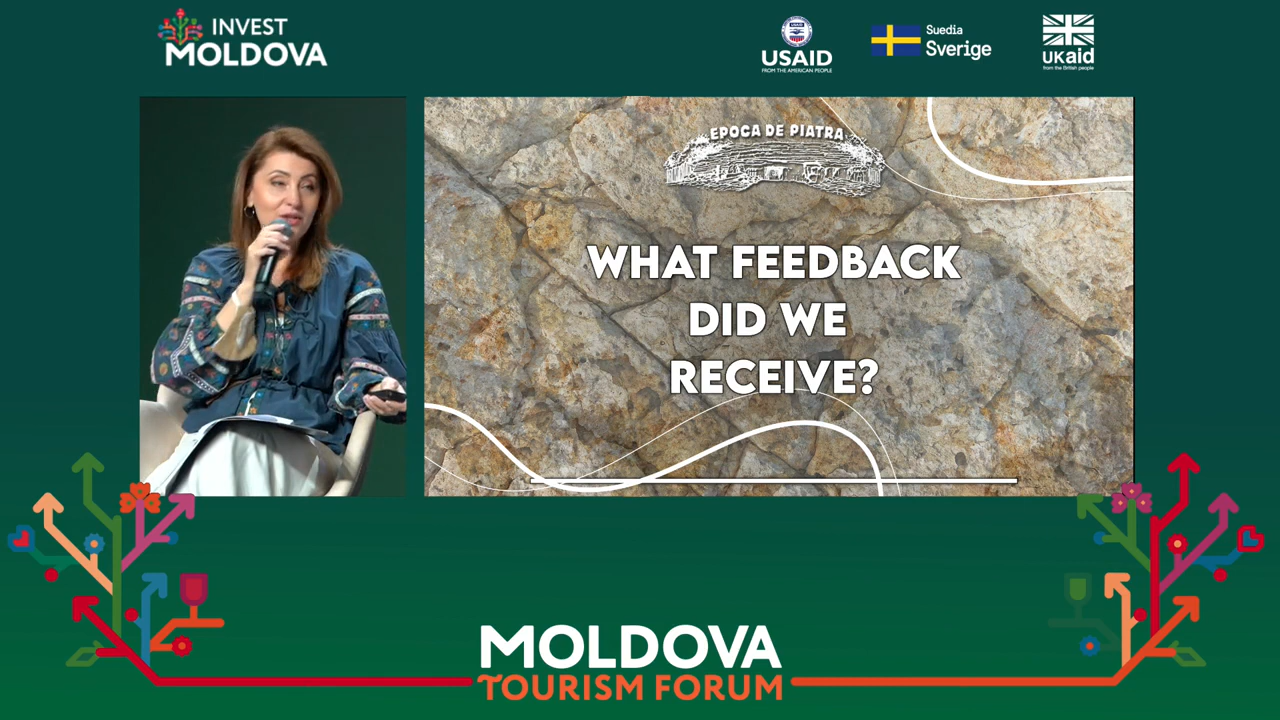 INVEST
MOLDOVA
USAID
FROM THE AMERICAN PEOPLE
Suedia
Sverige
UKaid
from the British people
EPOCA DE PIATRA
WHAT FEEDBACK
DID WE
RECEIVE?
MOLDOVA
TOURISM FORUM